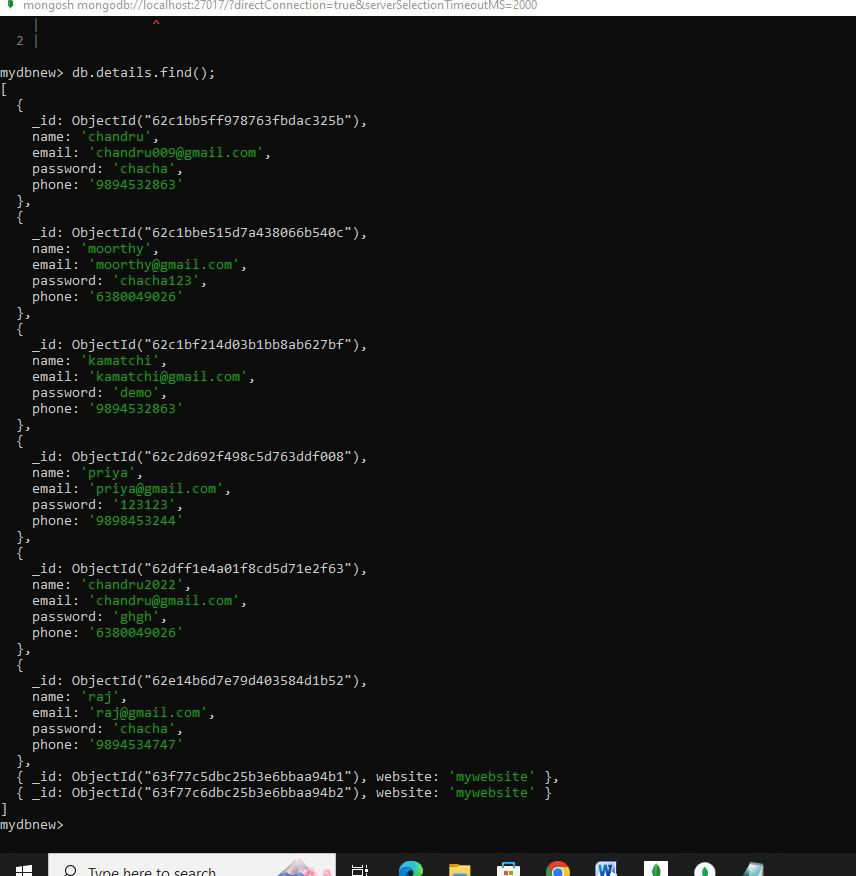 mongosh mongodb://localhost:27017/?directConnection=true&serverSelectionTimeoutMS=2000
| ^
2 |
mydbnew> db.details.find();
[
{
_id: ObjectId("62c1bb5ff978763fbdac325b"),
name: 'chandru',
email: 'chandru009@gmail.com',
password: 'chacha',
phone: '9894532863'
},
{
_id: ObjectId("62c1bbe515d7a438066b540c"),
name: 'moorthy',
email: 'moorthy@gmail.com',
password: 'chacha123',
phone: '6380049026'
},
{
_id: ObjectId("62c1bf214d03b1bb8ab627bf"),
name: 'kamatchi',
email: 'kamatchi@gmail.com',
password: 'demo',
phone: '9894532863'
},
{
_id: ObjectId("62c2d692f498c5d763ddf008"),
name: 'priya',
email: 'priya@gmail.com',
password: '123123',
phone: '9898453244'
},
{
_id: ObjectId("62dff1e4a01f8cd5d71e2f63"),
name: 'chandru2022',
email: 'chandru@gmail.com',
password: 'ghgh',
phone: '6380049026'
},
{
_id: ObjectId("62e14b6d7e79d403584d1b52"),
name: 'raj',
email: 'raj@gmail.com',
password: 'chacha',
phone: '9894534747'
},
{ _id: ObjectId("63f77c5dbc25b3e6bbaa94b1"), website: 'mywebsite' },
{ _id: ObjectId("63f77c6dbc25b3e6bbaa94b2"), website: 'mywebsite' }
]
mydbnew>
Type here to search